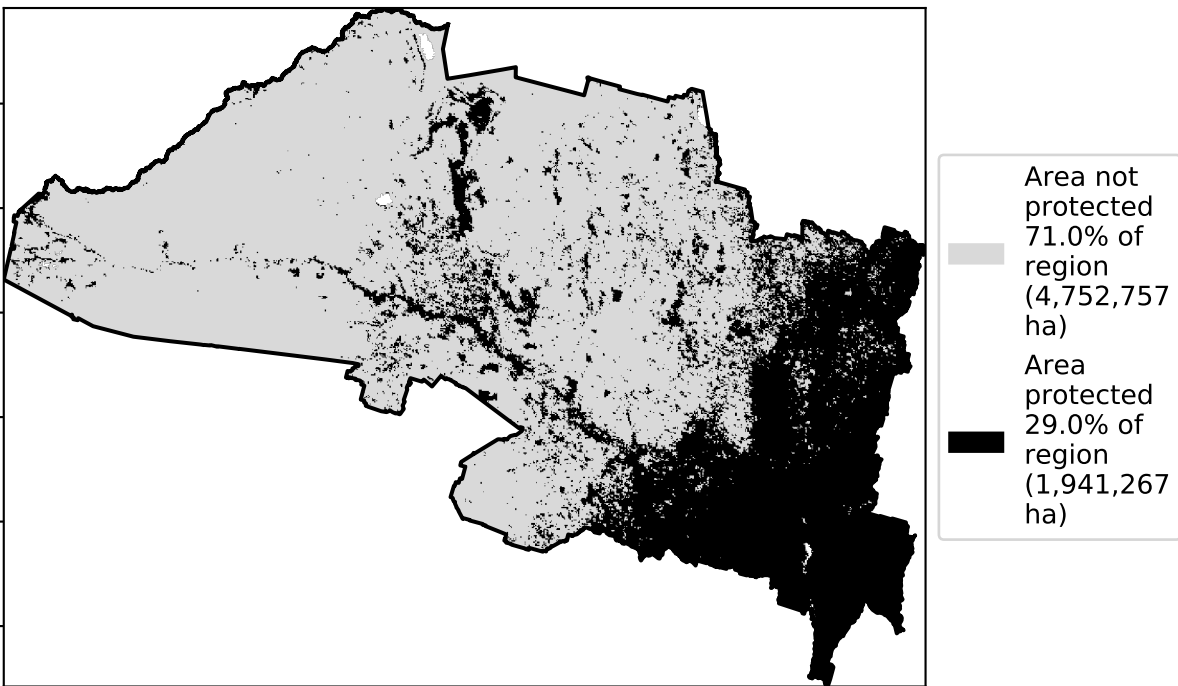 Area not
protected
71.0% of
region
(4,752,757
ha)
Area
protected
29.0% of
region
(1,941,267
ha)